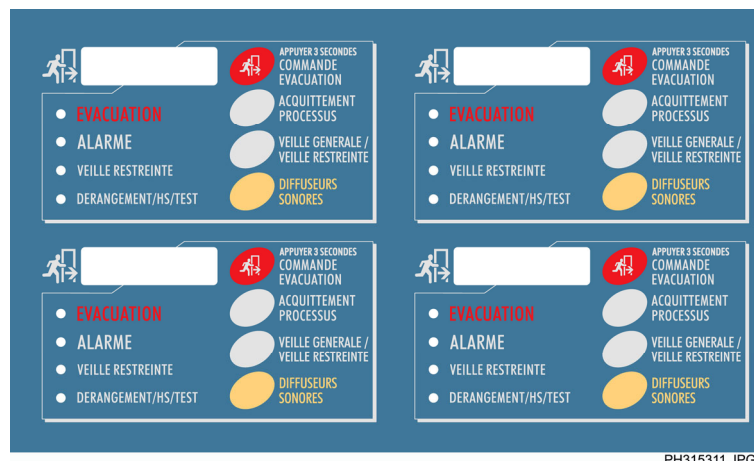 APPUYER 3 SECONDES
COMMANDE
EVACUATION
EVACUATION
ACQUITTEMENT
PROCESSUS
ALARME
VEILLE GENERALE /
VEILLE RESTREINTE
VEILLE RESTREINTE
DERANGEMENT/HS/TEST
DIFFUSEURS
SONORES
APPUYER 3 SECONDES
COMMANDE
EVACUATION
EVACUATION
ACQUITTEMENT
PROCESSUS
ALARME
VEILLE GENERALE /
VEILLE RESTREINTE
VEILLE RESTREINTE
DERANGEMENT/HS/TEST
DIFFUSEURS
SONORES
APPUYER 3 SECONDES
COMMANDE
EVACUATION
EVACUATION
ACQUITTEMENT
PROCESSUS
ALARME
VEILLE GENERALE /
VEILLE RESTREINTE
VEILLE RESTREINTE
DERANGEMENT/HS/TEST
DIFFUSEURS
SONORES
APPUYER 3 SECONDES
COMMANDE
EVACUATION
EVACUATION
ACQUITTEMENT
PROCESSUS
ALARME
VEILLE GENERALE /
VEILLE RESTREINTE
VEILLE RESTREINTE
DERANGEMENT/HS/TEST
DIFFUSEURS
SONORES
PH315311.JPG